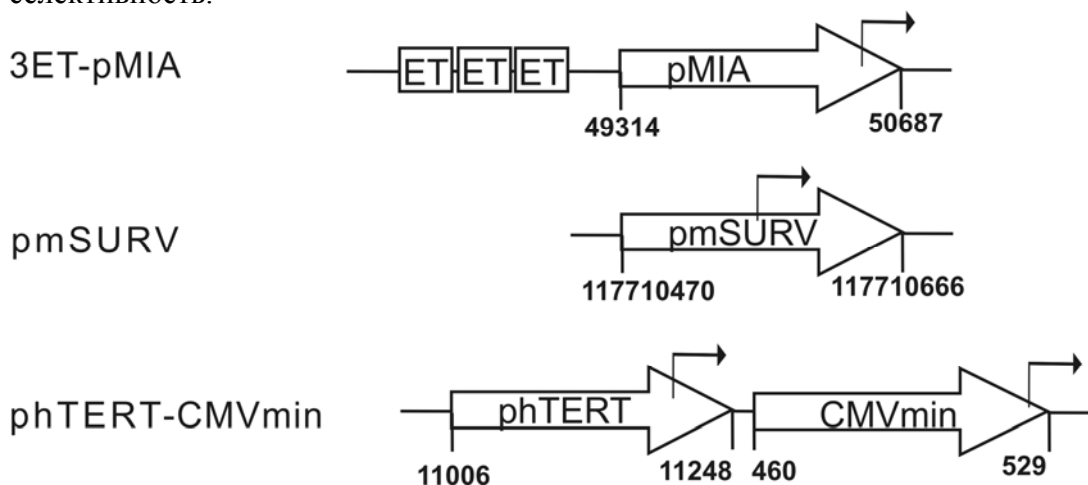 селективность.
3ET-pMIA
ET ET ET pMIA
49314 50687
pmSURV
pmSURV
117710470 117710666
phTERT-CMVmin
phTERT CMVmin
11006 11248 460 529